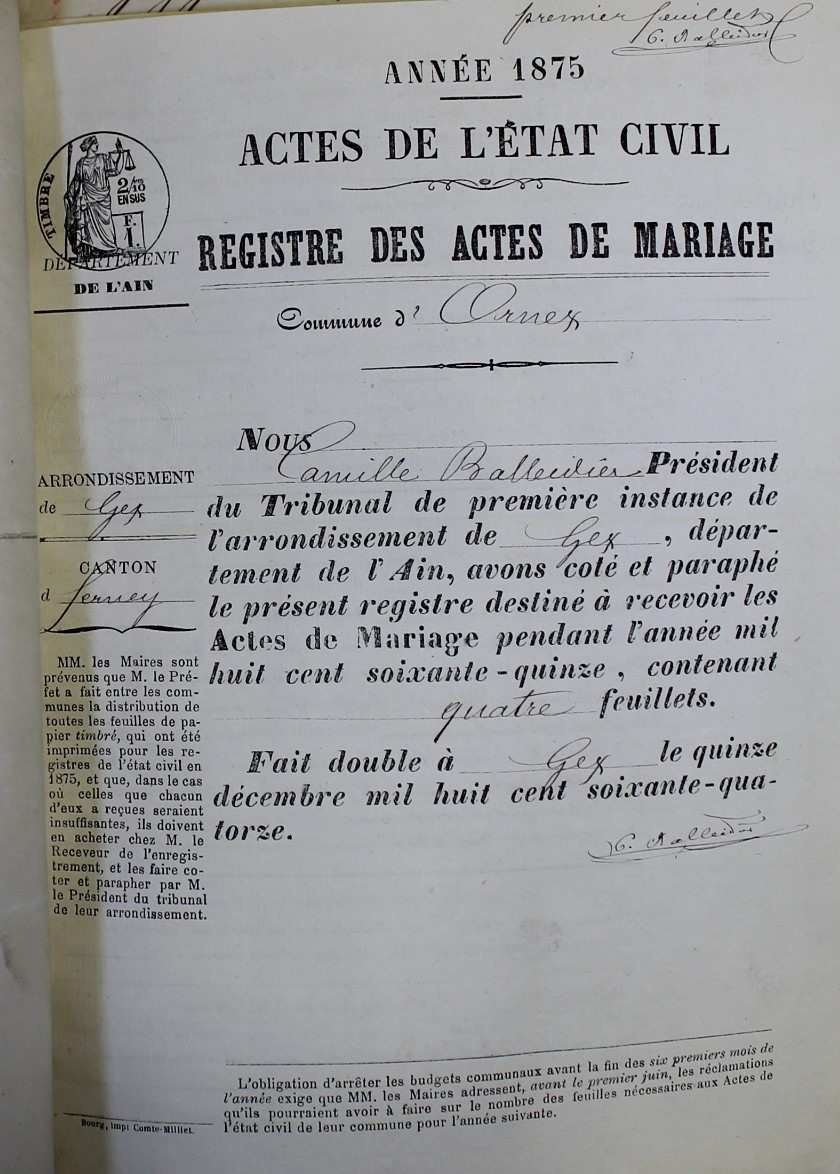 premier feuillet
C. Balleidier
ANNÉE 1875
ACTES DE L'ÉTAT CIVIL
TIMBRE
2/10
EN SUS
F.
1.
REGISTRE DES ACTES DE MARIAGE
DÉPARTEMENT
DE L'AIN
Commune d' Ornex
ARRONDISSEMENT
de Gex
CANTON
d ferney
MM. les Maires sont
prévenus que M. le Pré-
fet a fait entre les com-
munes la distribution de
toutes les feuilles de pa-
pier timbré, qui ont été
imprimées pour les re-
gistres de l'état civil en
1875, et que, dans le cas
où celles que chacun
d'eux a reçues seraient
insuffisantes, ils doivent
en acheter chez M. le
Receveur de l'enregis-
trement, et les faire co-
ter et parapher par M.
le Président du tribunal
de leur arrondissement.
Nous
Camille Balleidier Président
du Tribunal de première instance de
l'arrondissement de Gex, dépar-
tement de l'Ain, avons coté et paraphé
le présent registre destiné à recevoir les
Actes de Mariage pendant l'année mil
huit cent soixante-quinze, contenant
quatre feuillets.
Fait double à Gex le quinze
décembre mil huit cent soixante-qua-
torze.
C. Balleidier
L'obligation d'arrêter les budgets communaux avant la fin des six premiers mois de
l'année exige que MM. les Maires adressent, avant le premier juin, les réclamations
qu'ils pourraient avoir à faire sur le nombre des feuilles nécessaires aux Actes de
l'état civil de leur commune pour l'année suivante.
Bourg, imp. Comte-Milliet.